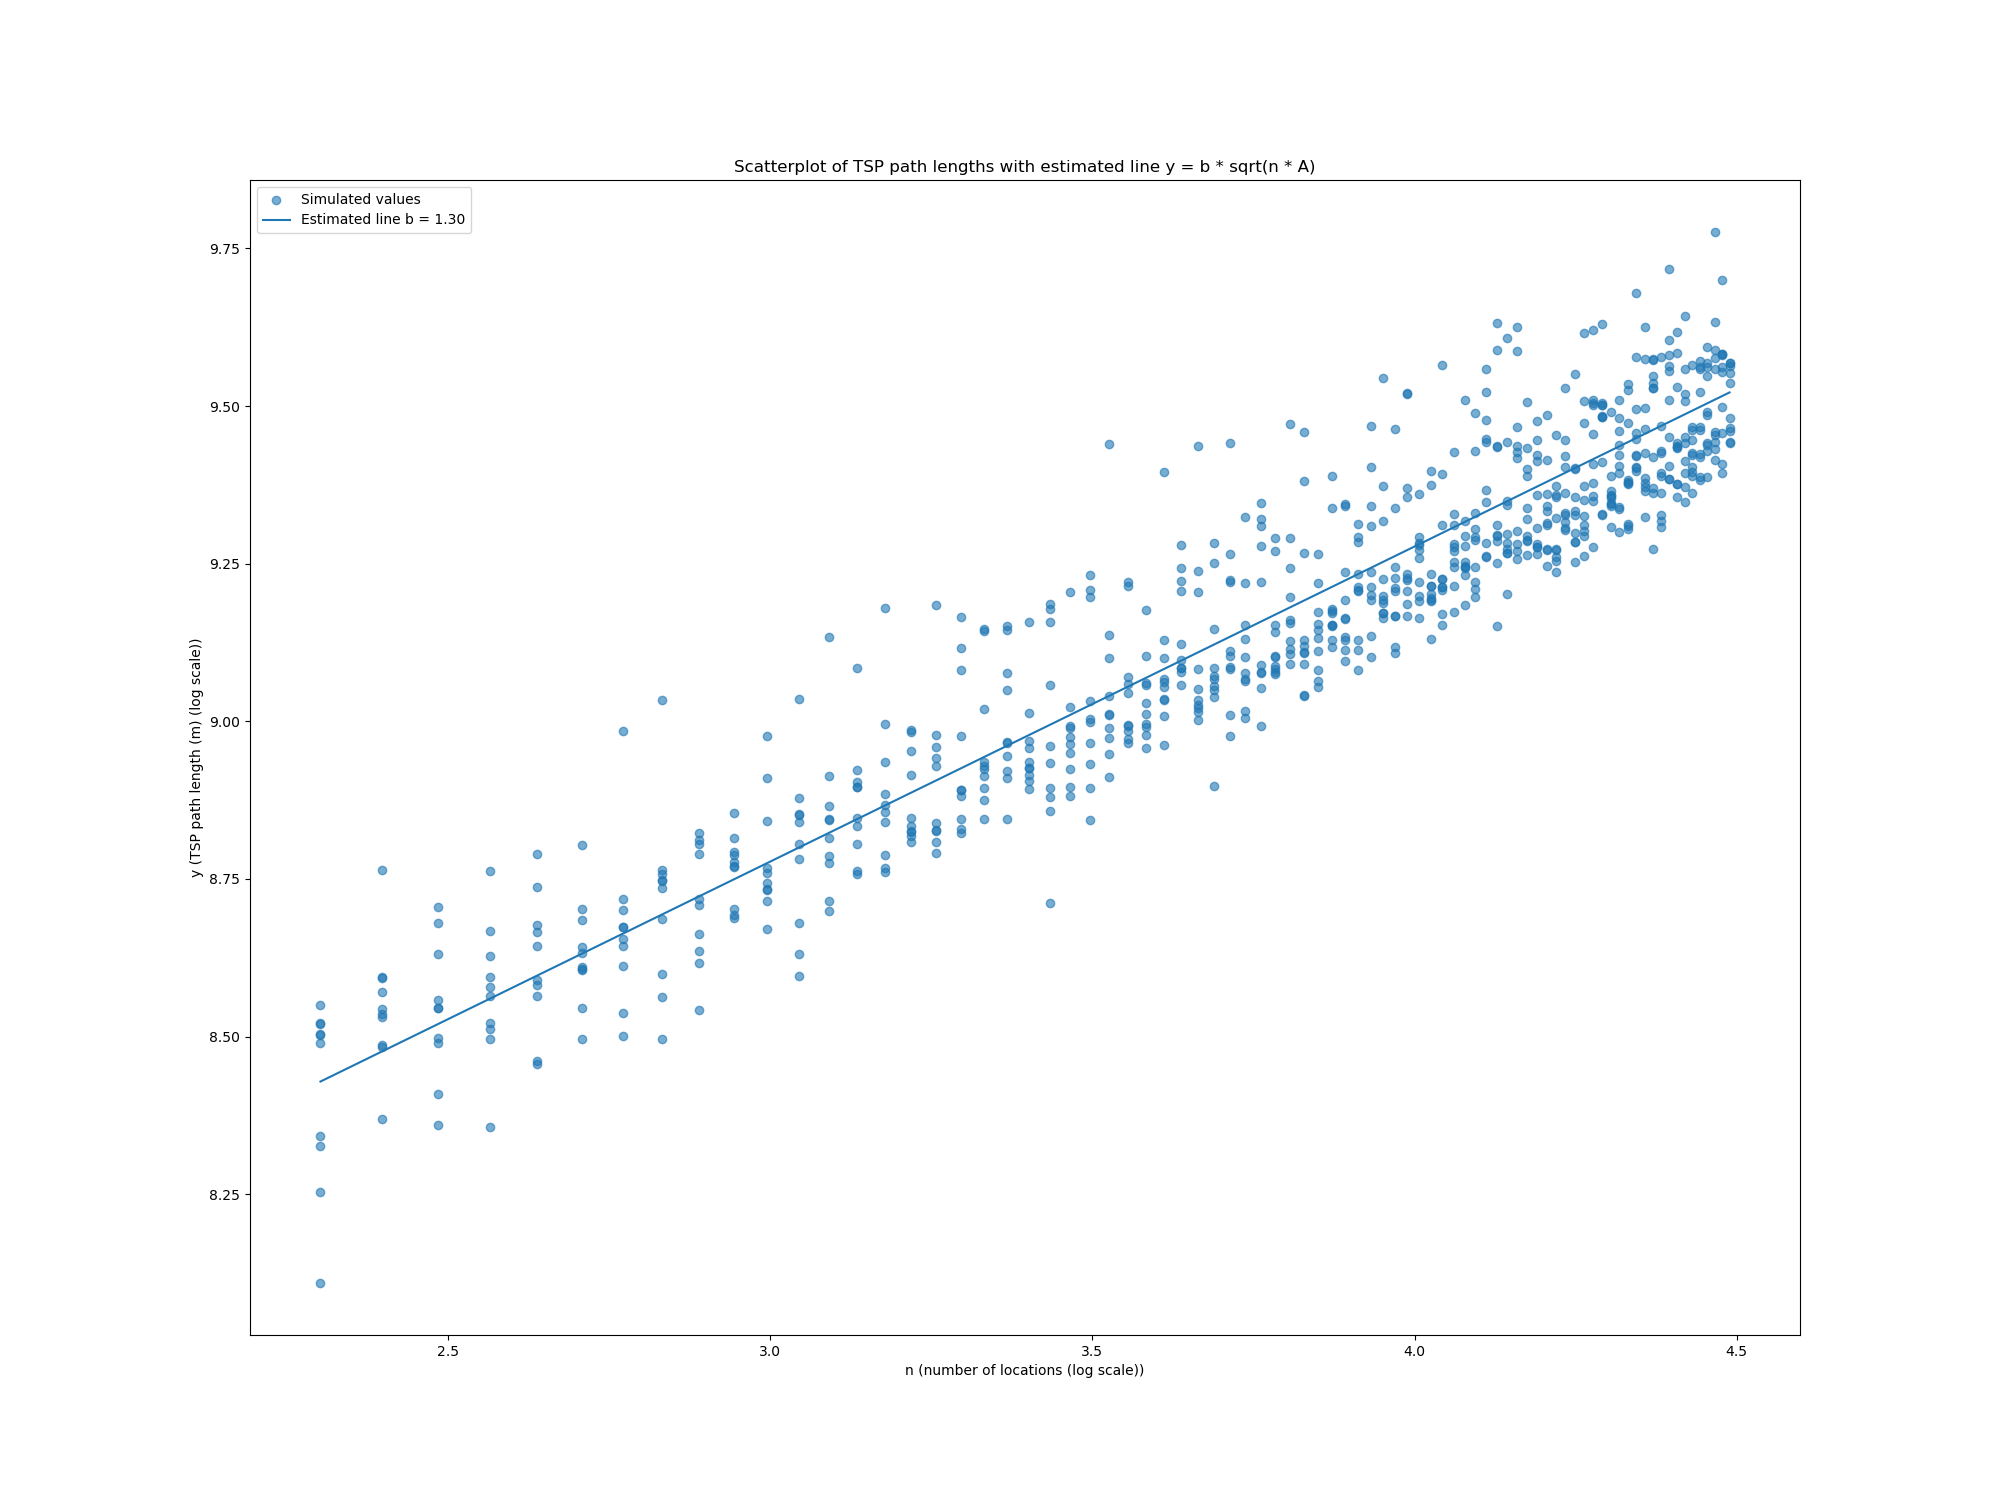 Scatterplot of TSP path lengths with estimated line y = b * sqrt(n * A)
Simulated values
Estimated line b = 1.30
9.75
9.50
9.25
9.00
8.75
8.50
8.25
y (TSP path length (m) (log scale))
2.5
3.0
3.5
4.0
4.5
n (number of locations (log scale))